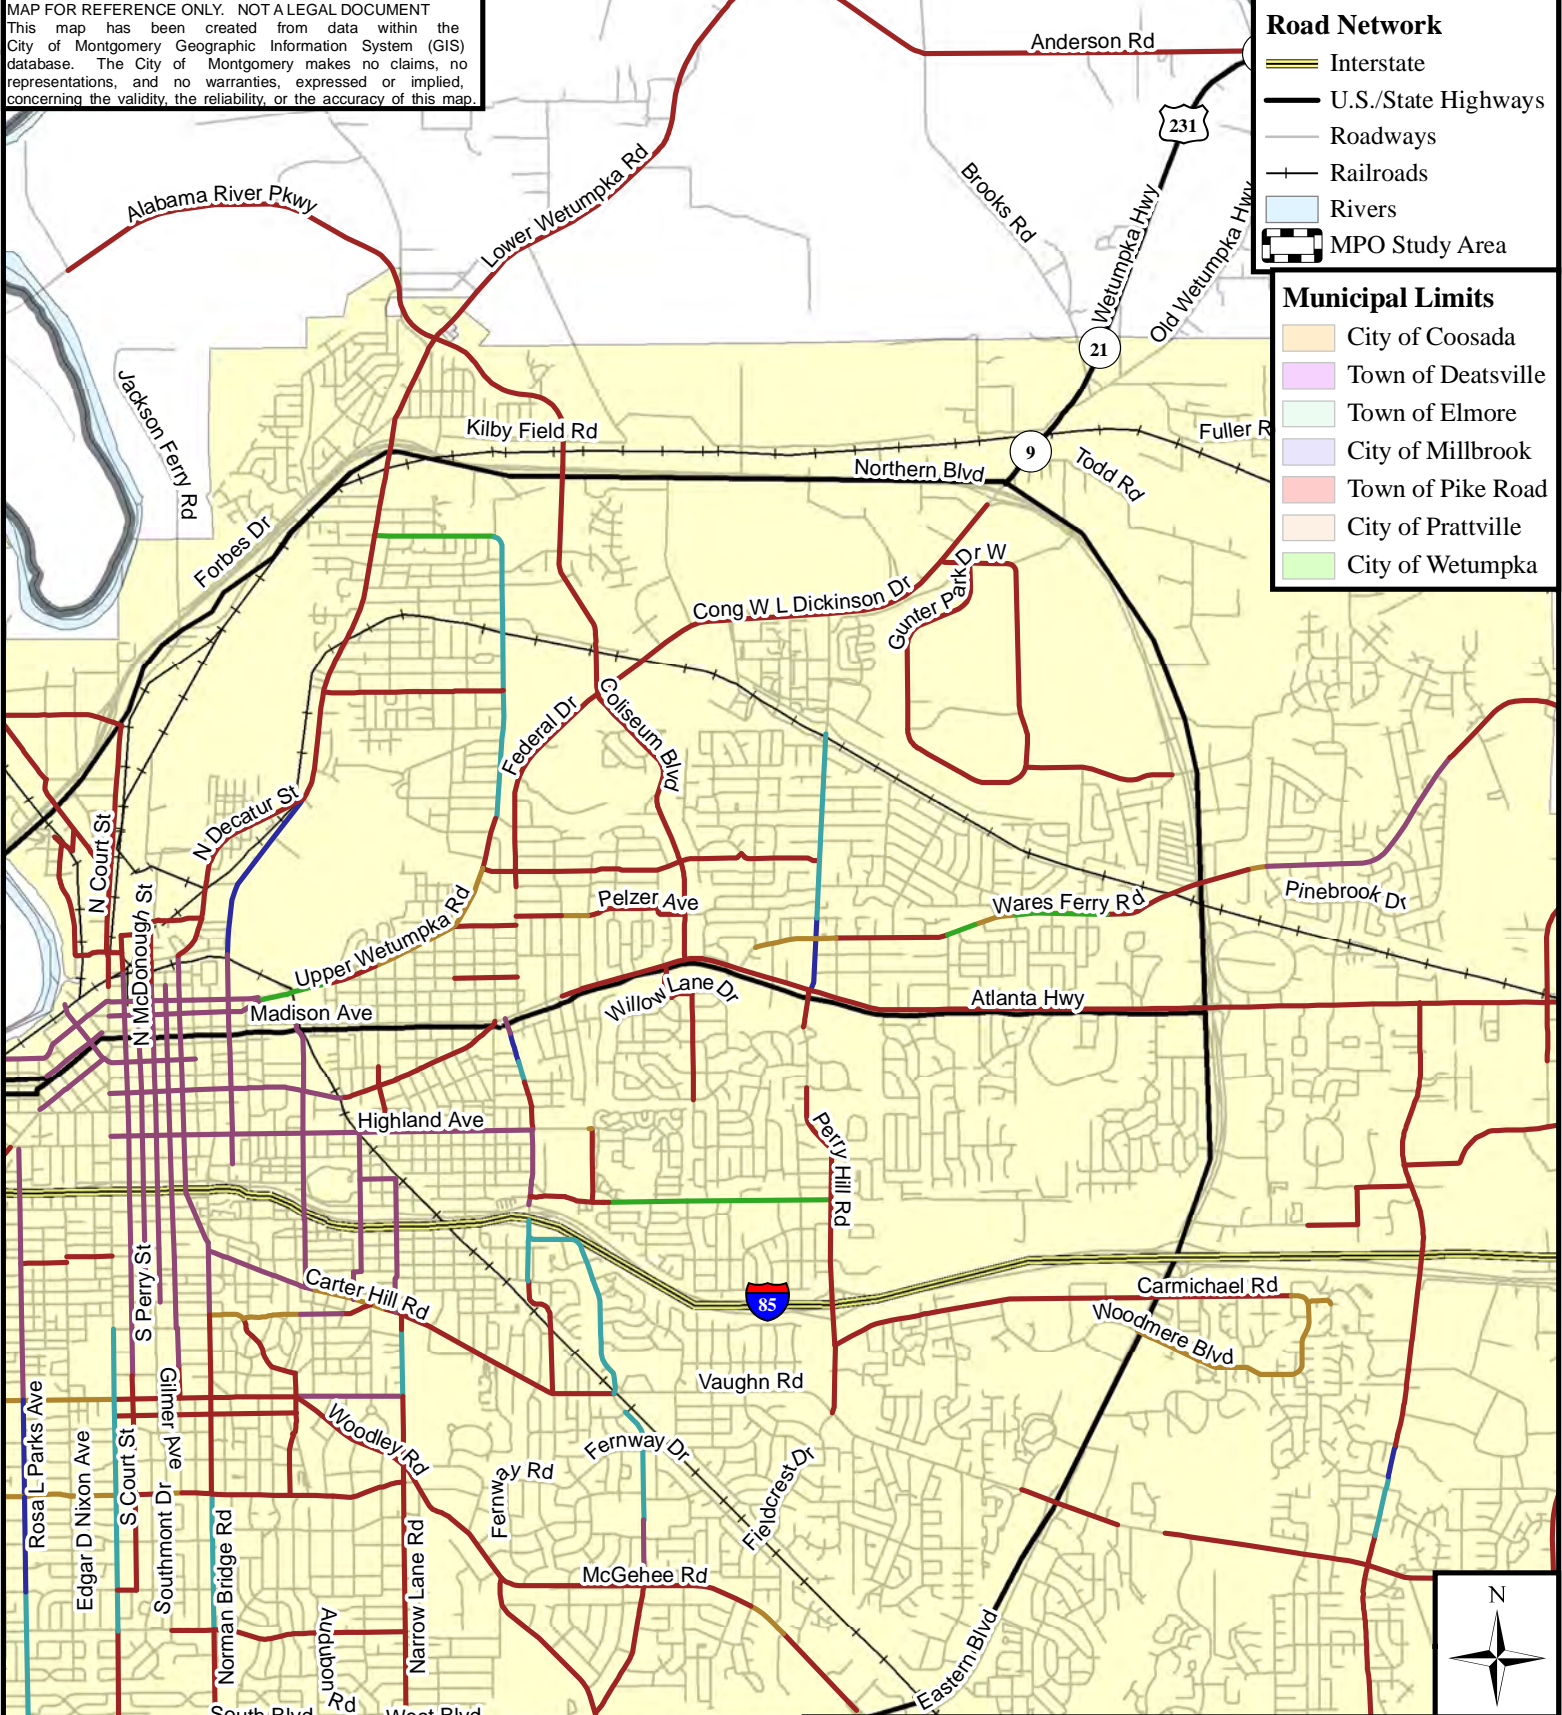 MAP FOR REFERENCE ONLY. NOT A LEGAL DOCUMENT
This map has been created from data within the
City of Montgomery Geographic Information System (GIS)
database. The City of Montgomery makes no claims, no
representations, and no warranties, expressed or implied,
concerning the validity, the reliability, or the accuracy of this map.
Road Network
Interstate
U.S./State Highways
Roadways
Railroads
Rivers
MPO Study Area
Municipal Limits
City of Coosada
Town of Deatsville
Town of Elmore
City of Millbrook
Town of Pike Road
City of Prattville
City of Wetumpka
Anderson Rd
231
Alabama River Pkwy
Lower Wetumpka Rd
Brooks Rd
Wetumpka Hwy
Old Wetumpka Hwy
21
Jackson Ferry Rd
Kilby Field Rd
Fuller R
9
Northern Blvd
Todd Rd
Forbes Dr
Gunter Park Dr W
Cong W L Dickinson Dr
Federal Dr
Coliseum Blvd
N Decatur St
N Court St
N McDonough St
Pelzer Ave
Wares Ferry Rd
Pinebrook Dr
Upper Wetumpka Rd
Willow Lane Dr
Madison Ave
Atlanta Hwy
Highland Ave
Perry Hill Rd
S Perry St
Carter Hill Rd
85
Carmichael Rd
Woodmere Blvd
Vaughn Rd
Rosa L Parks Ave
Edgar D Nixon Ave
S Court St
Gilmer Ave
Southmont Dr
Woodley Rd
Fernway Dr
Fernway Rd
Fieldcrest Dr
Norman Bridge Rd
Narrow Lane Rd
McGehee Rd
Audubon Rd
Eastern Blvd
South Blvd
West Blvd
N